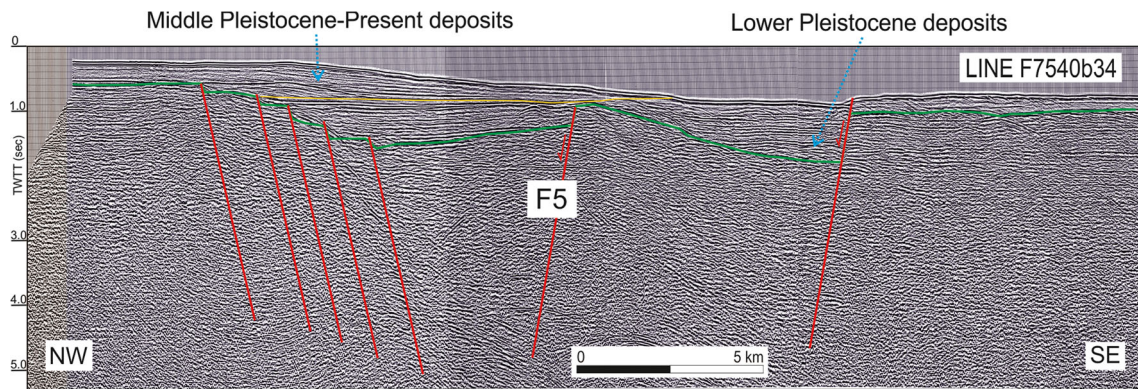 Middle Pleistocene-Present deposits
Lower Pleistocene deposits
0
LINE F7540b34
1.0
TWTT (sec)
F5
3.0
4.0
5.0
NW
0 5 km
SE